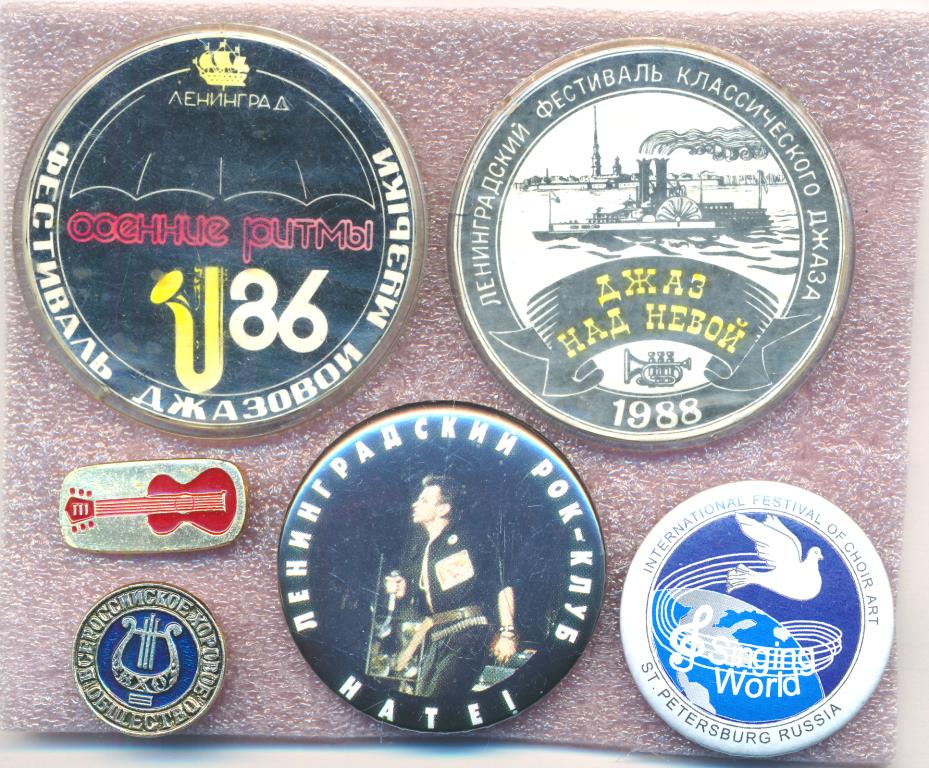 ЛЕНИНГРАД
осенние ритмы
86
ФЕСТИВАЛЬ ДЖАЗОВОЙ МУЗЫКИ
ЛЕНИНГРАДСКИЙ ФЕСТИВАЛЬ КЛАССИЧЕСКОГО ДЖАЗА
ДЖАЗ
НАД НЕВОЙ
1988
ЛЕНИНГРАДСКИЙ РОК-КЛУБ
НАТЕ!
ВСЕРОССИЙСКОЕ ХОРОВОЕ ОБЩЕСТВО
ВХО
INTERNATIONAL FESTIVAL OF CHOIR ART
Singing
World
ST. PETERSBURG RUSSIA